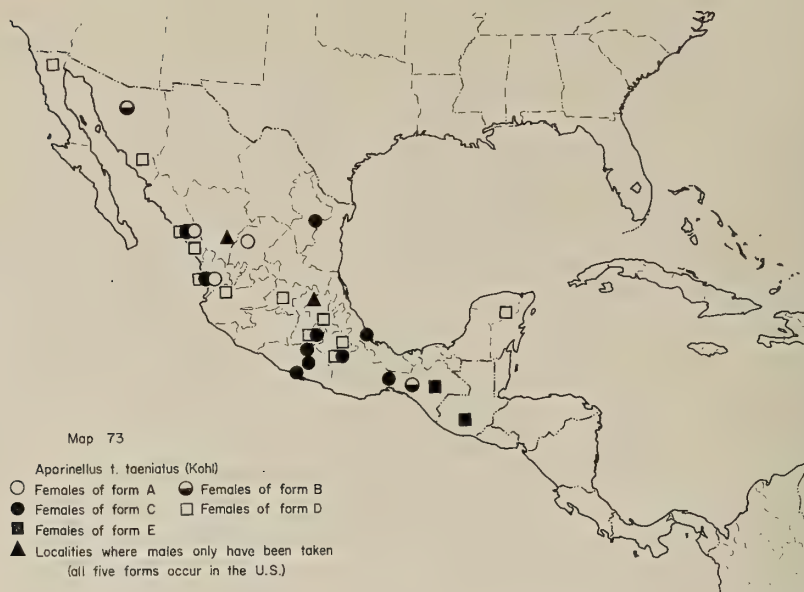 Map 73
Aporinellus t. taeniatus (Kohl)
Females of form A Females of form B
Females of form C Females of form D
Females of form E
Localities where males only have been taken
(all five forms occur in the U.S.)